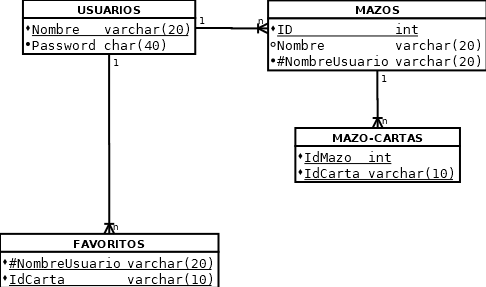 USUARIOS
Nombre varchar(20)
Password char(40)
1
n
MAZOS
ID int
Nombre varchar(20)
#NombreUsuario varchar(20)
1
1
n
MAZO-CARTAS
IdMazo int
IdCarta varchar(10)
n
FAVORITOS
#NombreUsuario varchar(20)
IdCarta varchar(10)